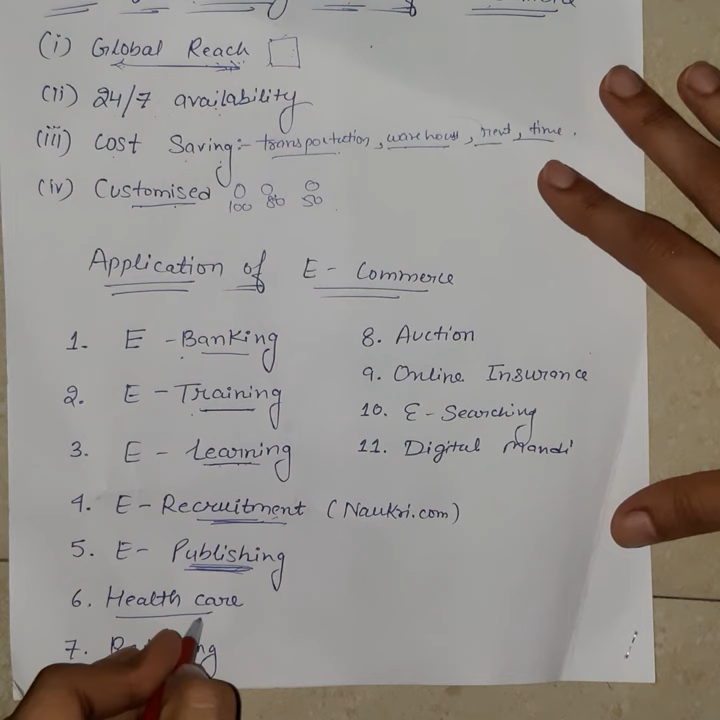 (i) Global Reach
(ii) 24/7 availability
(iii) Cost Saving:- transportation, warehouse, rent, time.
(iv) Customised
100 80 50
Application of E - Commerce
1. E - Banking
2. E - Training
3. E - Learning
4. E - Recruitment (Naukri.com)
5. E - Publishing
6. Health care
7.
8. Auction
9. Online Insurance
10. E - Searching
11. Digital Mandi